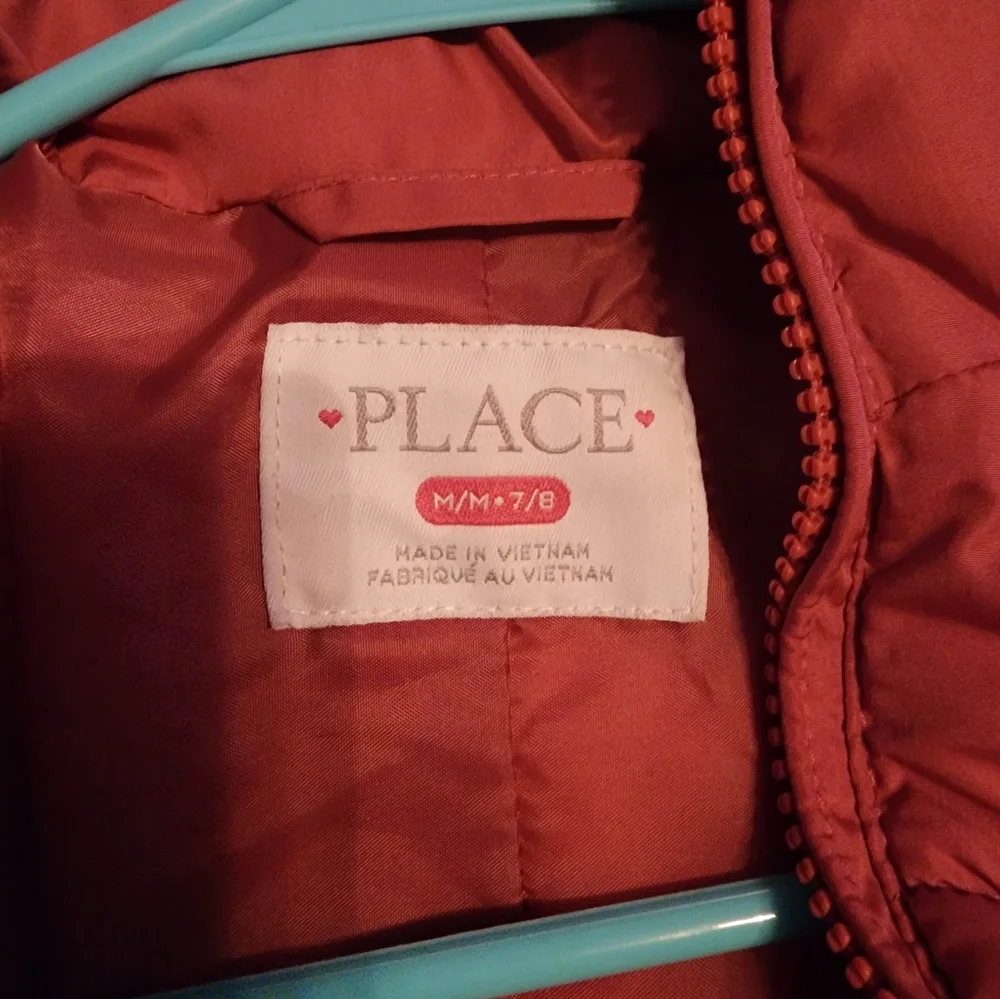 PLACE
M/M•7/8
MADE IN VIETNAM
FABRIQUÉ AU VIETNAM